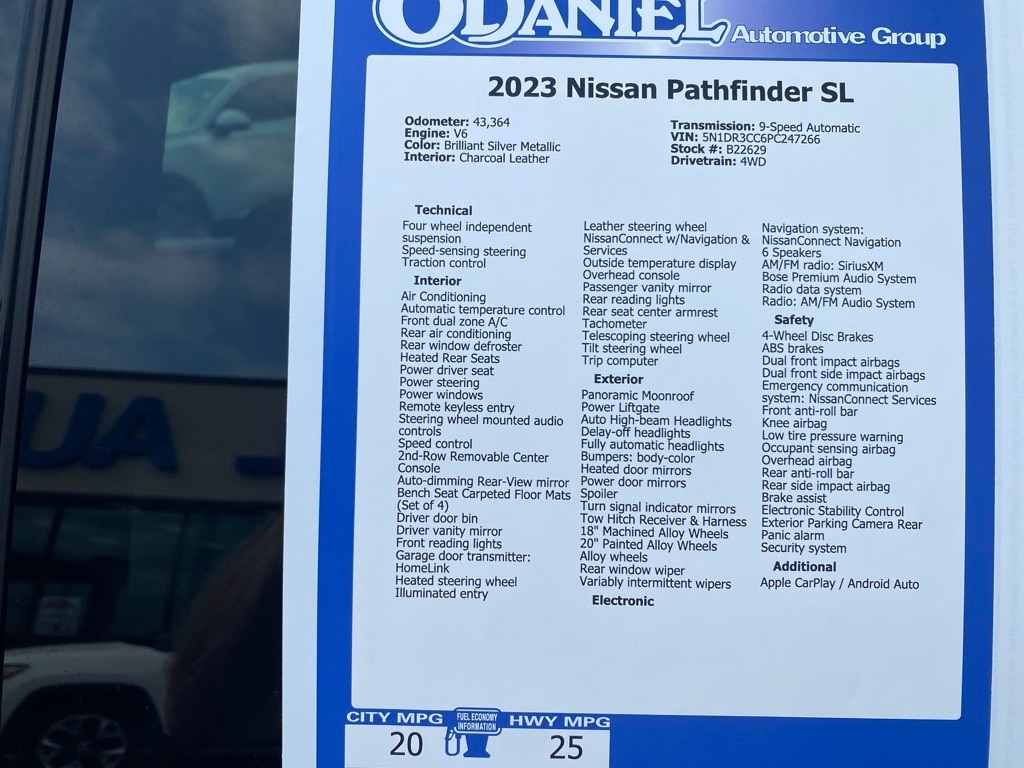 O'DANIEL
Automotive Group
2023 Nissan Pathfinder SL
Odometer: 43,364
Engine: V6
Color: Brilliant Silver Metallic
Interior: Charcoal Leather
Transmission: 9-Speed Automatic
VIN: 5N1DR3CC6PC247266
Stock #: B22629
Drivetrain: 4WD
Technical
Four wheel independent
suspension
Speed-sensing steering
Traction control
Interior
Air Conditioning
Automatic temperature control
Front dual zone A/C
Rear air conditioning
Rear window defroster
Heated Rear Seats
Power driver seat
Power steering
Power windows
Remote keyless entry
Steering wheel mounted audio
controls
Speed control
2nd-Row Removable Center
Console
Auto-dimming Rear-View mirror
Bench Seat Carpeted Floor Mats
(Set of 4)
Driver door bin
Driver vanity mirror
Front reading lights
Garage door transmitter:
HomeLink
Heated steering wheel
Illuminated entry
Leather steering wheel
NissanConnect w/Navigation &
Services
Outside temperature display
Overhead console
Passenger vanity mirror
Rear reading lights
Rear seat center armrest
Tachometer
Telescoping steering wheel
Tilt steering wheel
Trip computer
Exterior
Panoramic Moonroof
Power Liftgate
Auto High-beam Headlights
Delay-off headlights
Fully automatic headlights
Bumpers: body-color
Heated door mirrors
Power door mirrors
Spoiler
Turn signal indicator mirrors
Tow Hitch Receiver & Harness
18" Machined Alloy Wheels
20" Painted Alloy Wheels
Alloy wheels
Rear window wiper
Variably intermittent wipers
Electronic
Navigation system:
NissanConnect Navigation
6 Speakers
AM/FM radio: SiriusXM
Bose Premium Audio System
Radio data system
Radio: AM/FM Audio System
Safety
4-Wheel Disc Brakes
ABS brakes
Dual front impact airbags
Dual front side impact airbags
Emergency communication
system: NissanConnect Services
Front anti-roll bar
Knee airbag
Low tire pressure warning
Occupant sensing airbag
Overhead airbag
Rear anti-roll bar
Rear side impact airbag
Brake assist
Electronic Stability Control
Exterior Parking Camera Rear
Panic alarm
Security system
Additional
Apple CarPlay / Android Auto
CITY MPG
FUEL ECONOMY
INFORMATION
HWY MPG
20
25
UA